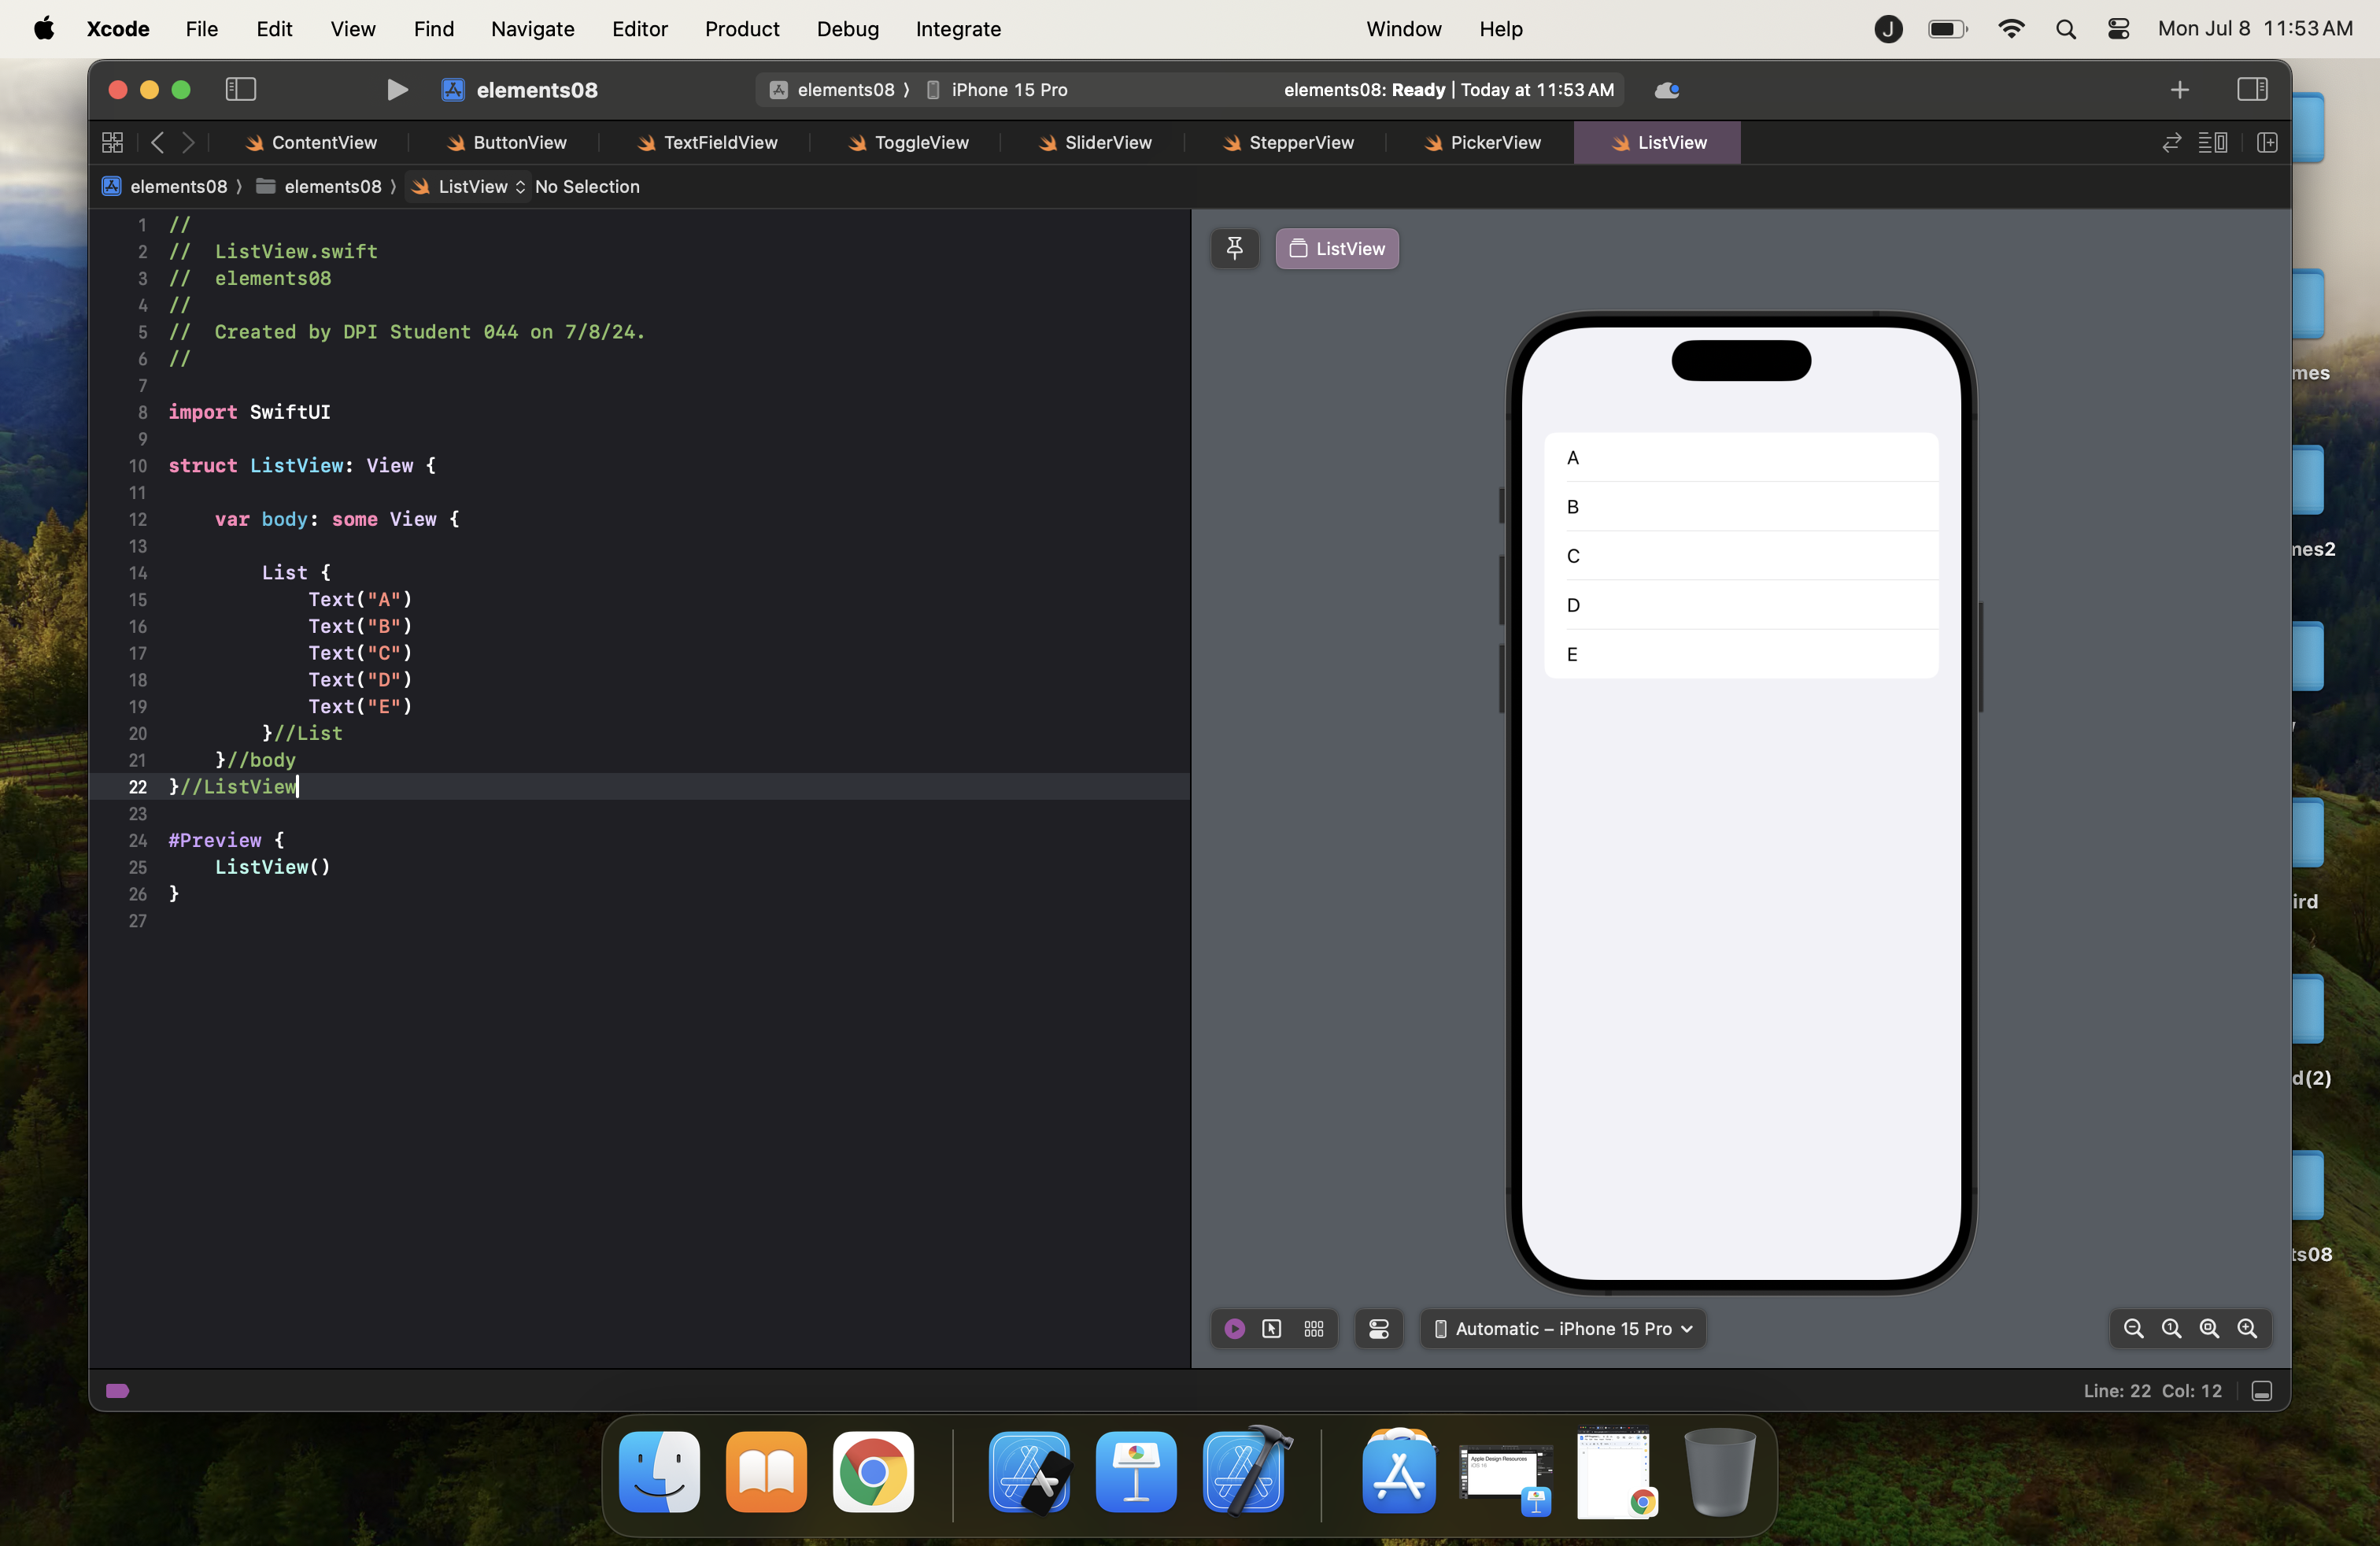 Xcode File Edit View Find Navigate Editor Product Debug Integrate Window Help J Mon Jul 8 11:53 AM
elements08 elements08 ⟩ iPhone 15 Pro elements08: Ready | Today at 11:53 AM
ContentView ButtonView TextFieldView ToggleView SliderView StepperView PickerView ListView
elements08 ⟩ elements08 ⟩ ListView No Selection
1 //
2 //  ListView.swift
3 //  elements08
4 //
5 //  Created by DPI Student 044 on 7/8/24.
6 //
7
8 import SwiftUI
9
10 struct ListView: View {
11
12     var body: some View {
13
14         List {
15             Text("A")
16             Text("B")
17             Text("C")
18             Text("D")
19             Text("E")
20         }//List
21     }//body
22 }//ListView
23
24 #Preview {
25     ListView()
26 }
27
ListView
A
B
C
D
E
Automatic – iPhone 15 Pro
Line: 22 Col: 12
mes
mes2
ird
d(2)
ts08
Apple Design Resources
iOS 16